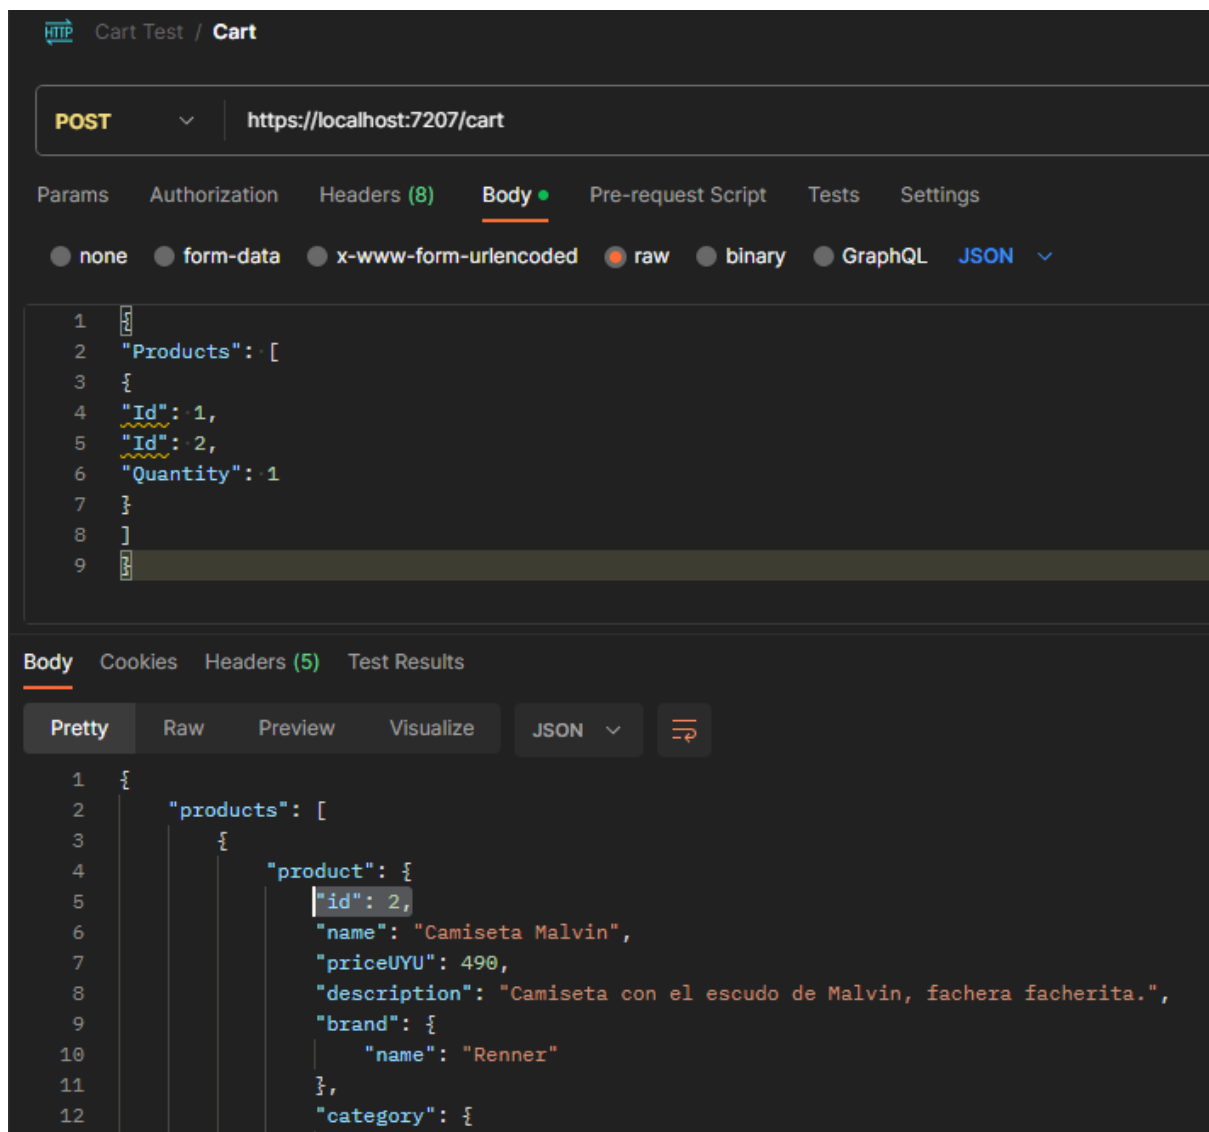 HTTP Cart Test / Cart
POST https://localhost:7207/cart
Params Authorization Headers (8) Body Pre-request Script Tests Settings
none form-data x-www-form-urlencoded raw binary GraphQL JSON
1 {
2 "Products": [
3 {
4 "Id": 1,
5 "Id": 2,
6 "Quantity": 1
7 }
8 ]
9 }
Body Cookies Headers (5) Test Results
Pretty Raw Preview Visualize JSON
1 {
2 "products": [
3 {
4 "product": {
5 "id": 2,
6 "name": "Camiseta Malvin",
7 "priceUYU": 490,
8 "description": "Camiseta con el escudo de Malvin, fachera facherita.",
9 "brand": {
10 "name": "Renner"
11 },
12 "category": {